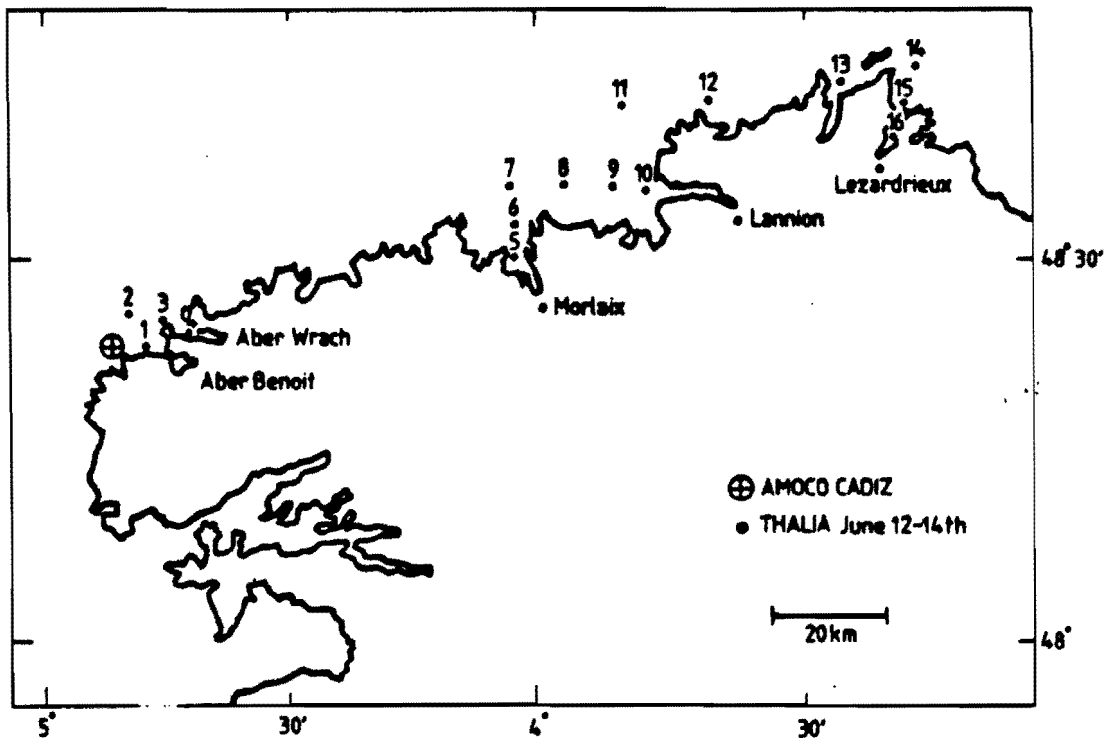 14
13
12
11
15
16
7
8
9
10
Lezardrieux
Lannion
6
5
48° 30'
Morlaix
2
3
1
Aber Wrach
Aber Benoit
AMOCO CADIZ
THALIA June 12-14th
20km
48°
5°
30'
4°
30'